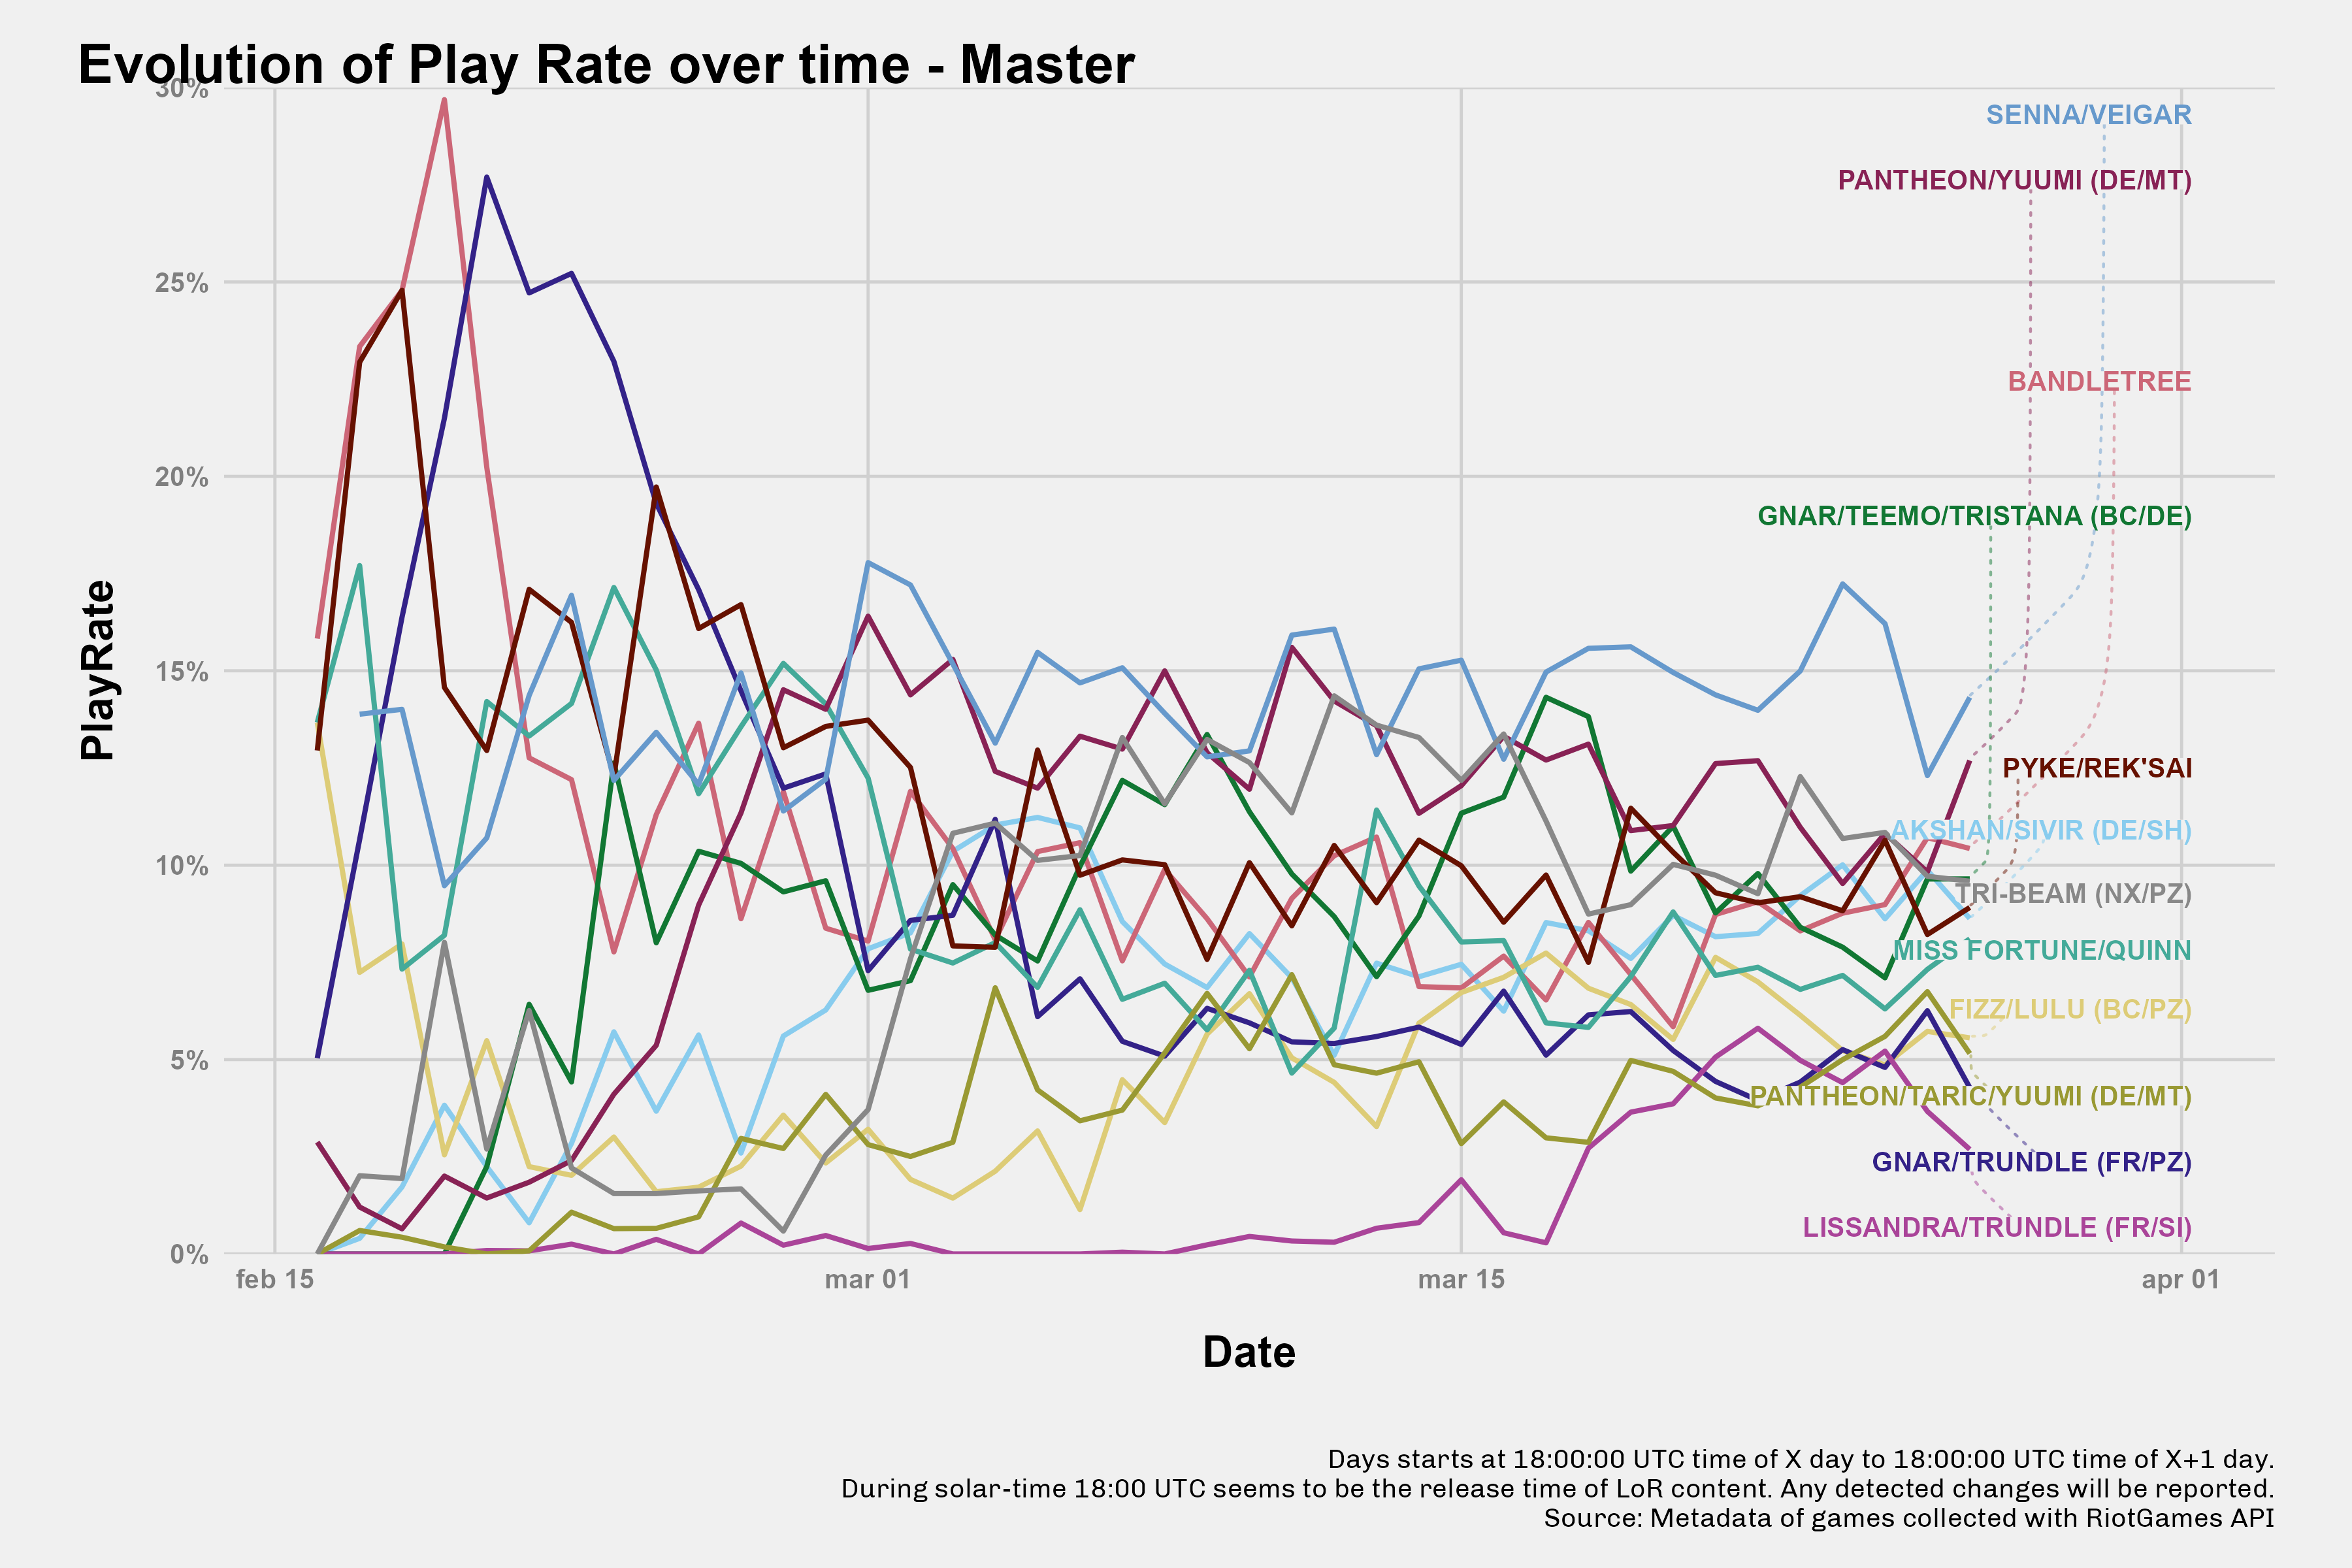 Evolution of Play Rate over time - Master
30%
25%
20%
15%
10%
5%
0%
PlayRate
SENNA/VEIGAR
PANTHEON/YUUMI (DE/MT)
BANDLETREE
GNAR/TEEMO/TRISTANA (BC/DE)
PYKE/REK'SAI
AKSHAN/SIVIR (DE/SH)
TRI-BEAM (NX/PZ)
MISS FORTUNE/QUINN
FIZZ/LULU (BC/PZ)
PANTHEON/TARIC/YUUMI (DE/MT)
GNAR/TRUNDLE (FR/PZ)
LISSANDRA/TRUNDLE (FR/SI)
feb 15
mar 01
mar 15
apr 01
Date
Days starts at 18:00:00 UTC time of X day to 18:00:00 UTC time of X+1 day.
During solar-time 18:00 UTC seems to be the release time of LoR content. Any detected changes will be reported.
Source: Metadata of games collected with RiotGames API